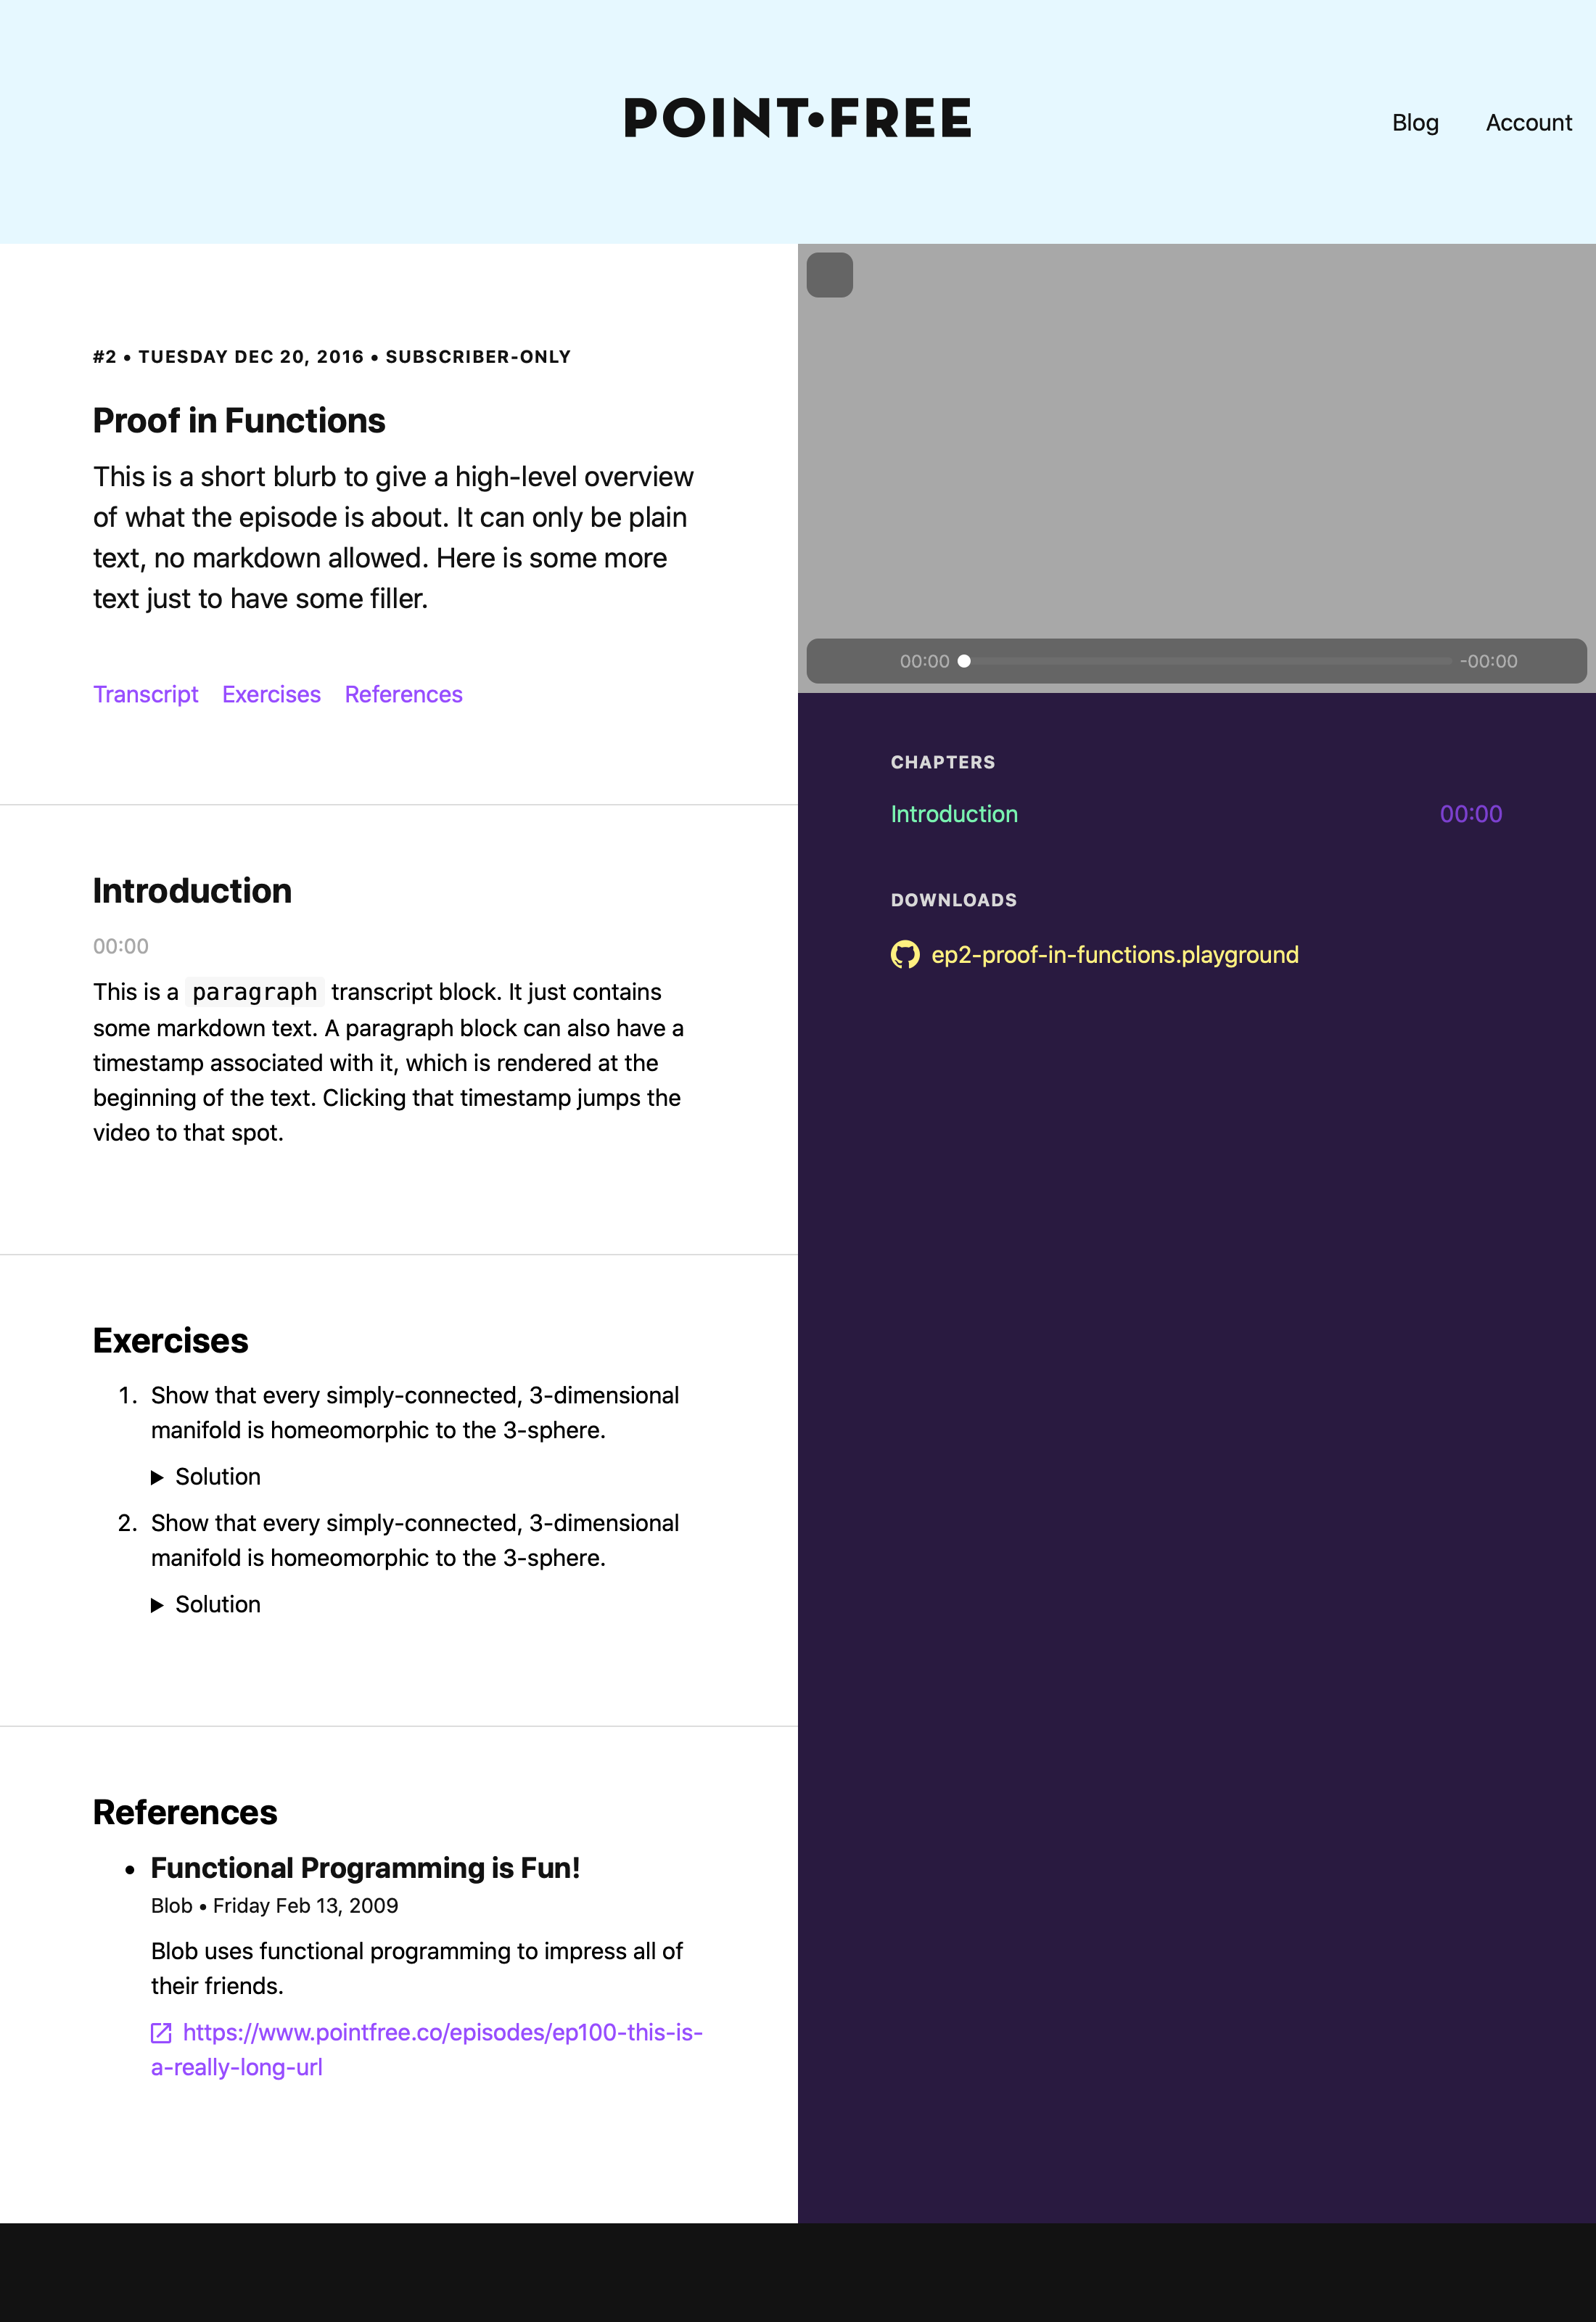 POINT•FREE
Blog
Account
#2 • TUESDAY DEC 20, 2016 • SUBSCRIBER-ONLY
Proof in Functions
This is a short blurb to give a high-level overview
of what the episode is about. It can only be plain
text, no markdown allowed. Here is some more
text just to have some filler.
Transcript Exercises References
Introduction
00:00
This is a paragraph transcript block. It just contains
some markdown text. A paragraph block can also have a
timestamp associated with it, which is rendered at the
beginning of the text. Clicking that timestamp jumps the
video to that spot.
Exercises
1. Show that every simply-connected, 3-dimensional
manifold is homeomorphic to the 3-sphere.
▶ Solution
2. Show that every simply-connected, 3-dimensional
manifold is homeomorphic to the 3-sphere.
▶ Solution
References
• Functional Programming is Fun!
Blob • Friday Feb 13, 2009
Blob uses functional programming to impress all of
their friends.
https://www.pointfree.co/episodes/ep100-this-is-
a-really-long-url
00:00 -00:00
CHAPTERS
Introduction 00:00
DOWNLOADS
ep2-proof-in-functions.playground